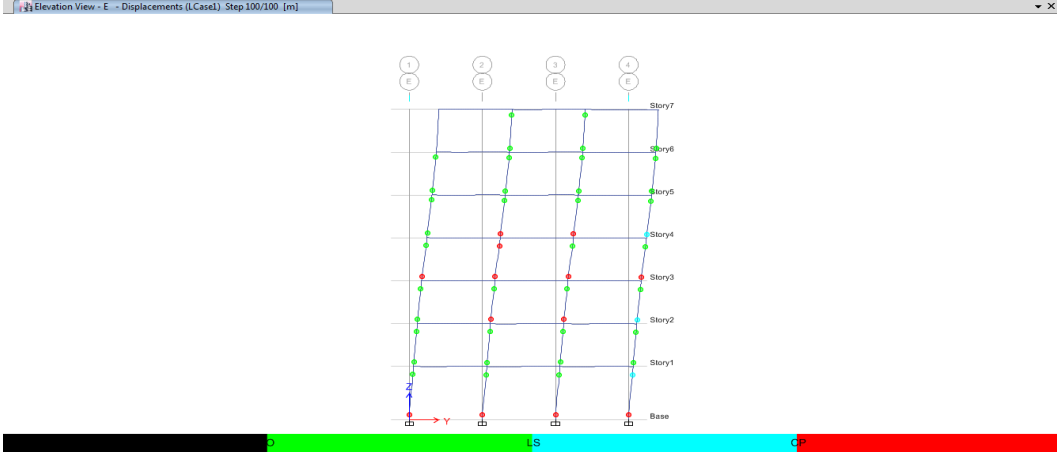 Elevation View - E - Displacements (LCase1) Step 100/100 [m]
1 2 3 4
E E E E
Story7
Story6
Story5
Story4
Story3
Story2
Story1
Z
Base
Y
IO LS CP